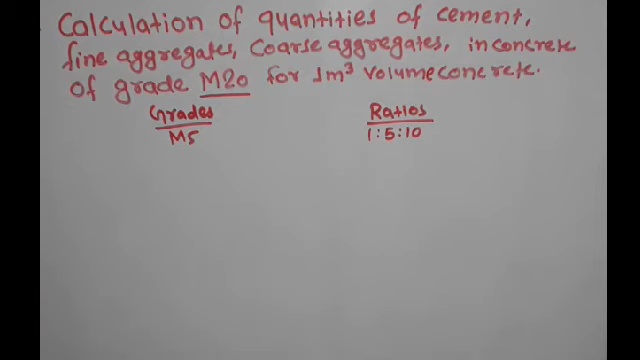 Calculation of quantities of cement,
fine aggregates, Coarse aggregates, in concrete
of grade M20 for 1m³ volume concrete.
Grades Ratios
M5 1:5:10